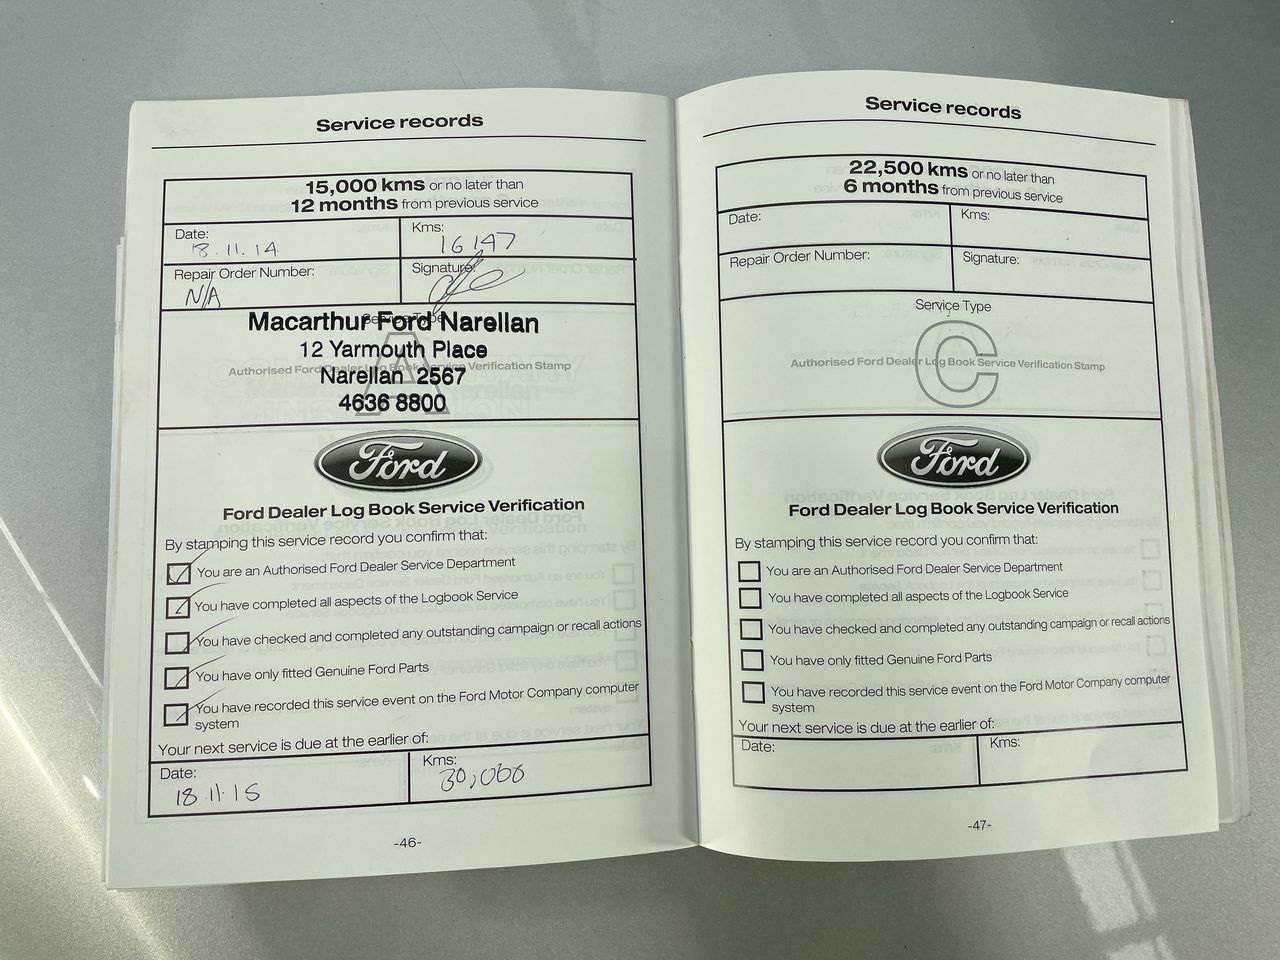 Service records
15,000 kms or no later than
12 months from previous service
Date:
18.11.14
Kms:
16147
Repair Order Number:
N/A
Signature:
Service Type
A
Authorised Ford Dealer Log Book Service Verification Stamp
Macarthur Ford Narellan
12 Yarmouth Place
Narellan 2567
4636 8800
Ford
Ford Dealer Log Book Service Verification
By stamping this service record you confirm that:
You are an Authorised Ford Dealer Service Department
You have completed all aspects of the Logbook Service
You have checked and completed any outstanding campaign or recall actions
You have only fitted Genuine Ford Parts
You have recorded this service event on the Ford Motor Company computer
system
Your next service is due at the earlier of:
Date:
18.11.15
Kms:
30,000
-46-
Service records
22,500 kms or no later than
6 months from previous service
Date:
Kms:
Repair Order Number:
Signature:
Service Type
C
Authorised Ford Dealer Log Book Service Verification Stamp
Ford
Ford Dealer Log Book Service Verification
By stamping this service record you confirm that:
You are an Authorised Ford Dealer Service Department
You have completed all aspects of the Logbook Service
You have checked and completed any outstanding campaign or recall actions
You have only fitted Genuine Ford Parts
You have recorded this service event on the Ford Motor Company computer
system
Your next service is due at the earlier of:
Date:
Kms:
-47-